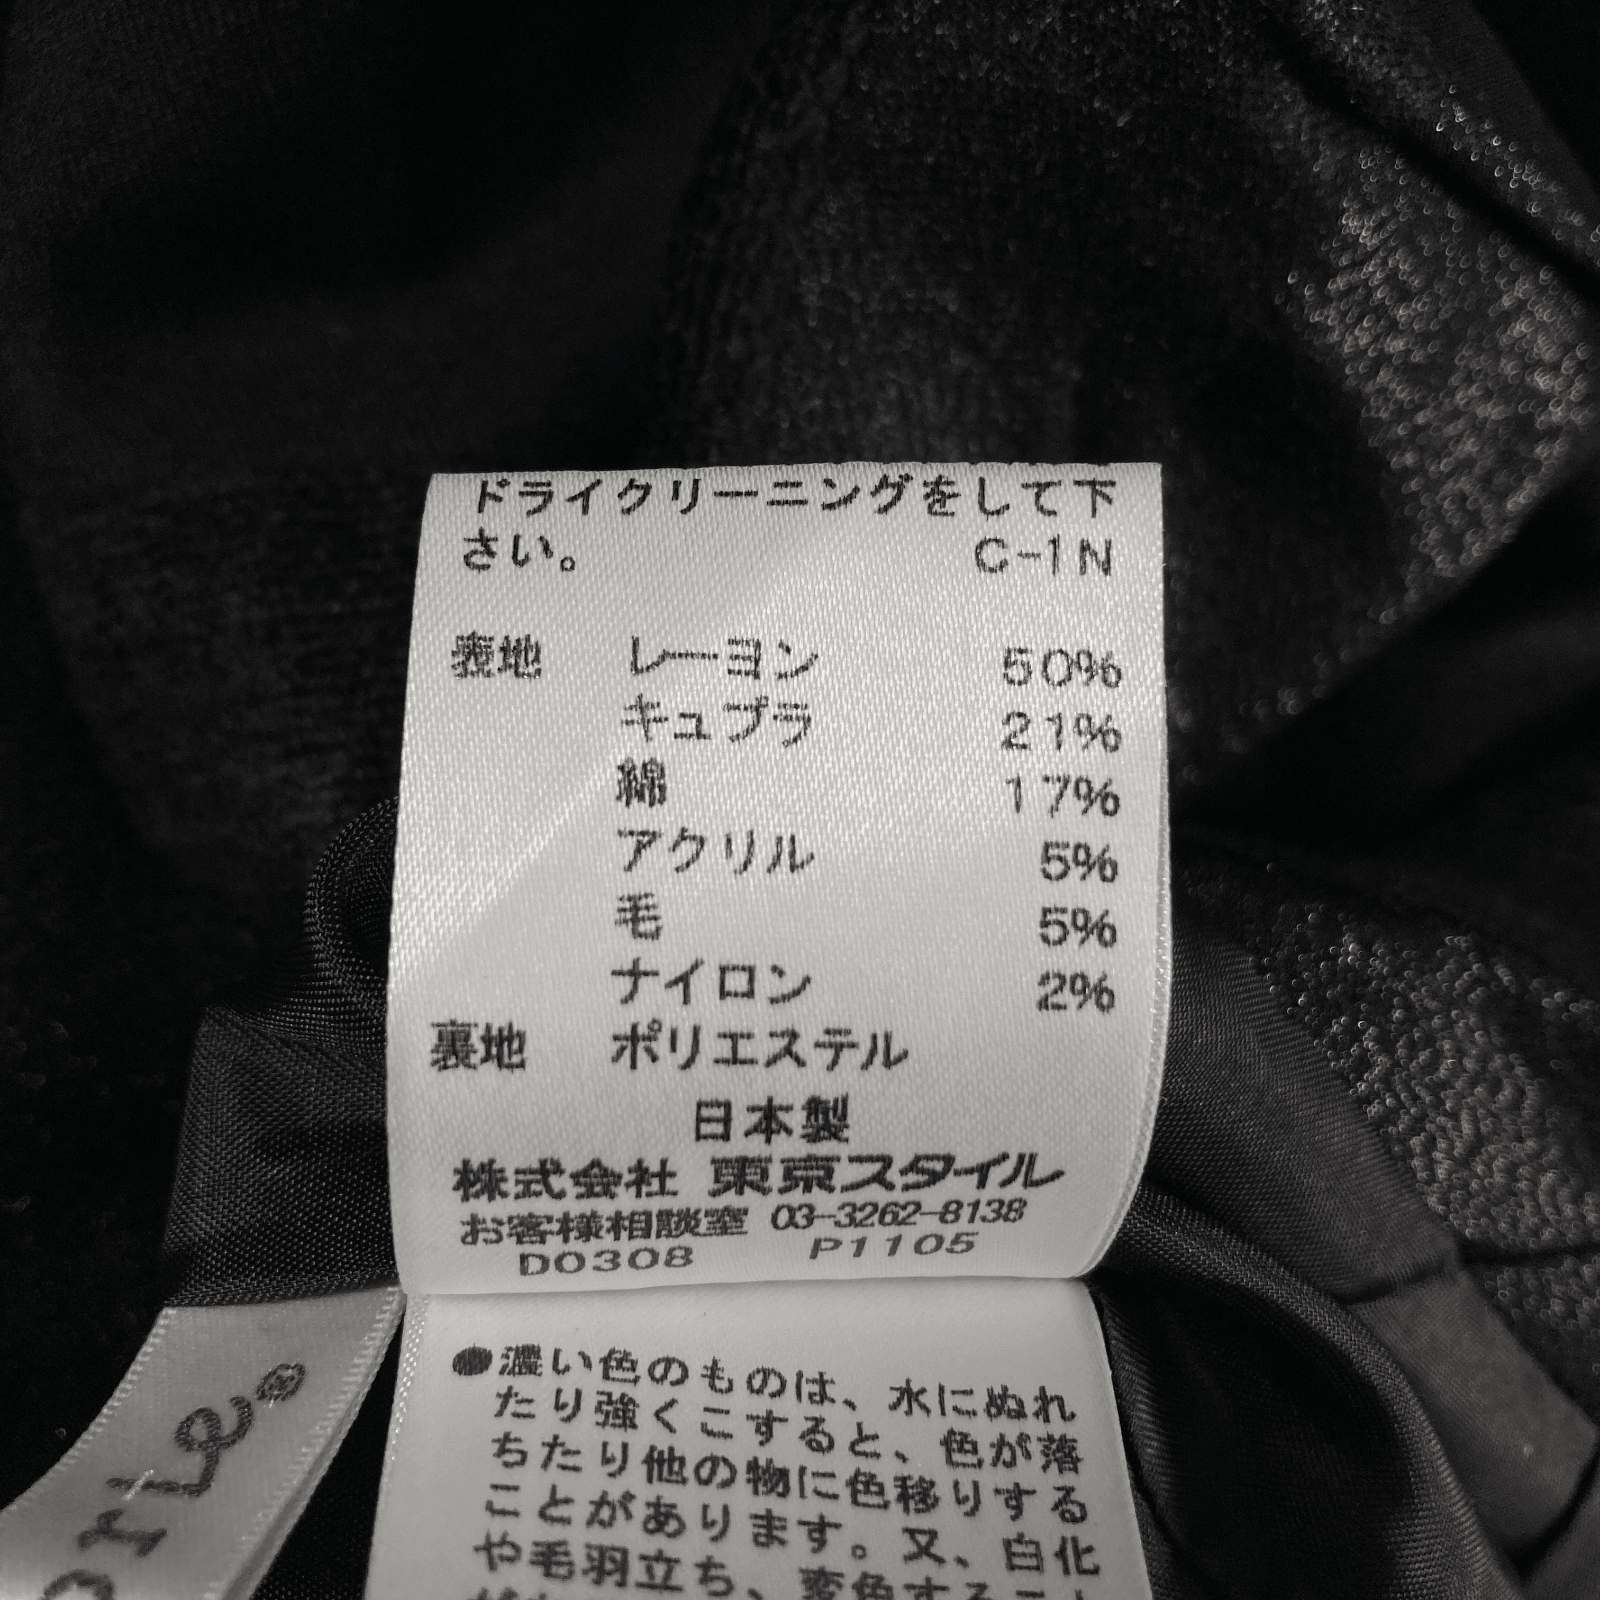 ドライクリーニングをして下
さい。 C-1N
表地 レーヨン 50%
キュプラ 21%
綿 17%
アクリル 5%
毛 5%
ナイロン 2%
裏地 ポリエステル
日本製
株式会社 東京スタイル
お客様相談室 03-3262-8138
D0308 P1105
●濃い色のものは、水にぬれ
たり強くこすると、色が落
ちたり他の物に色移りする
ことがあります。又、白化
や毛羽立ち、変色すること